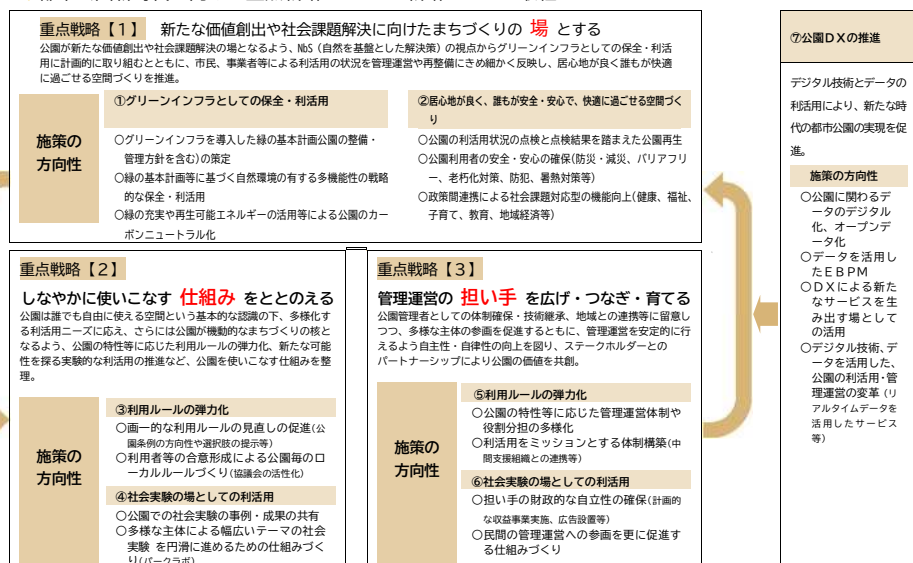 重点戦略【1】 新たな価値創出や社会課題解決に向けたまちづくりの 場 とする
公園が新たな価値創出や社会課題解決の場となるよう、NbS（自然を基盤とした解決策）の視点からグリーンインフラとしての保全・利活
用に計画的に取り組むとともに、市民、事業者等による利活用の状況を管理運営や再整備にきめ細かく反映し、居心地が良く誰もが快適
に過ごせる空間づくりを推進。
施策の
方向性
①グリーンインフラとしての保全・利活用
〇グリーンインフラを導入した緑の基本計画公園の整備・
管理方針を含む)の策定
〇緑の基本計画等に基づく自然環境の有する多機能性の戦略
的な保全・利活用
〇緑の充実や再生可能エネルギーの活用等による公園のカー
ボンニュートラル化
②居心地が良く、誰もが安全・安心で、快適に過ごせる空間づく
り
〇公園の利活用状況の点検と点検結果を踏まえた公園再生
〇公園利用者の安全・安心の確保(防災・減災、バリアフリ
ー、老朽化対策、防犯、暑熱対策等)
〇政策間連携による社会課題対応型の機能向上(健康、福祉、
子育て、教育、地域経済等)
重点戦略【2】
しなやかに使いこなす 仕組み をととのえる
公園は誰でも自由に使える空間という基本的な認識の下、多様化す
る利活用ニーズに応え、さらには公園が機動的なまちづくりの核と
なるよう、公園の特性等に応じた利用ルールの弾力化、新たな可能
性を探る実験的な利活用の推進など、公園を使いこなす仕組みを整
理。
施策の
方向性
③利用ルールの弾力化
〇画一的な利用ルールの見直しの促進(公
園条例の方向性や選択肢の提示等)
〇利用者等の合意形成による公園毎のロ
ーカルルールづくり(協議会の活性化)
④社会実験の場としての利活用
〇公園での社会実験の事例・成果の共有
〇多様な主体による幅広いテーマの社会
実験 を円滑に進めるための仕組みづく
り(パークラボ)
重点戦略【3】
管理運営の 担い手 を広げ・つなぎ・育てる
公園管理者としての体制確保・技術継承、地域との連携等に留意し
つつ、多様な主体の参画を促進するともに、管理運営を安定的に行
えるよう自主性・自律性の向上を図り、ステークホルダーとの
パートナーシップにより公園の価値を共創。
施策の
方向性
⑤利用ルールの弾力化
〇公園の特性等に応じた管理運営体制や
役割分担の多様化
〇利活用をミッションとする体制構築(中
間支援組織との連携等)
⑥社会実験の場としての利活用
〇担い手の財政的な自立性の確保(計画的
な収益事業実施、広告設置等)
〇民間の管理運営への参画を更に促進す
る仕組みづくり
⑦公園ＤＸの推進
デジタル技術とデータの
利活用により、新たな時
代の都市公園の実現を促
進。
施策の方向性
〇公園に関わるデ
ータのデジタル
化、オープンデ
ータ化
〇データを活用し
たＥＢＰＭ
〇ＤＸによる新た
なサービスを生
み出す場として
の活用
〇デジタル技術、デ
ータを活用した、
公園の利活用・管
理運営の変革 (リ
アルタイムデータを
活用したサービス
等)